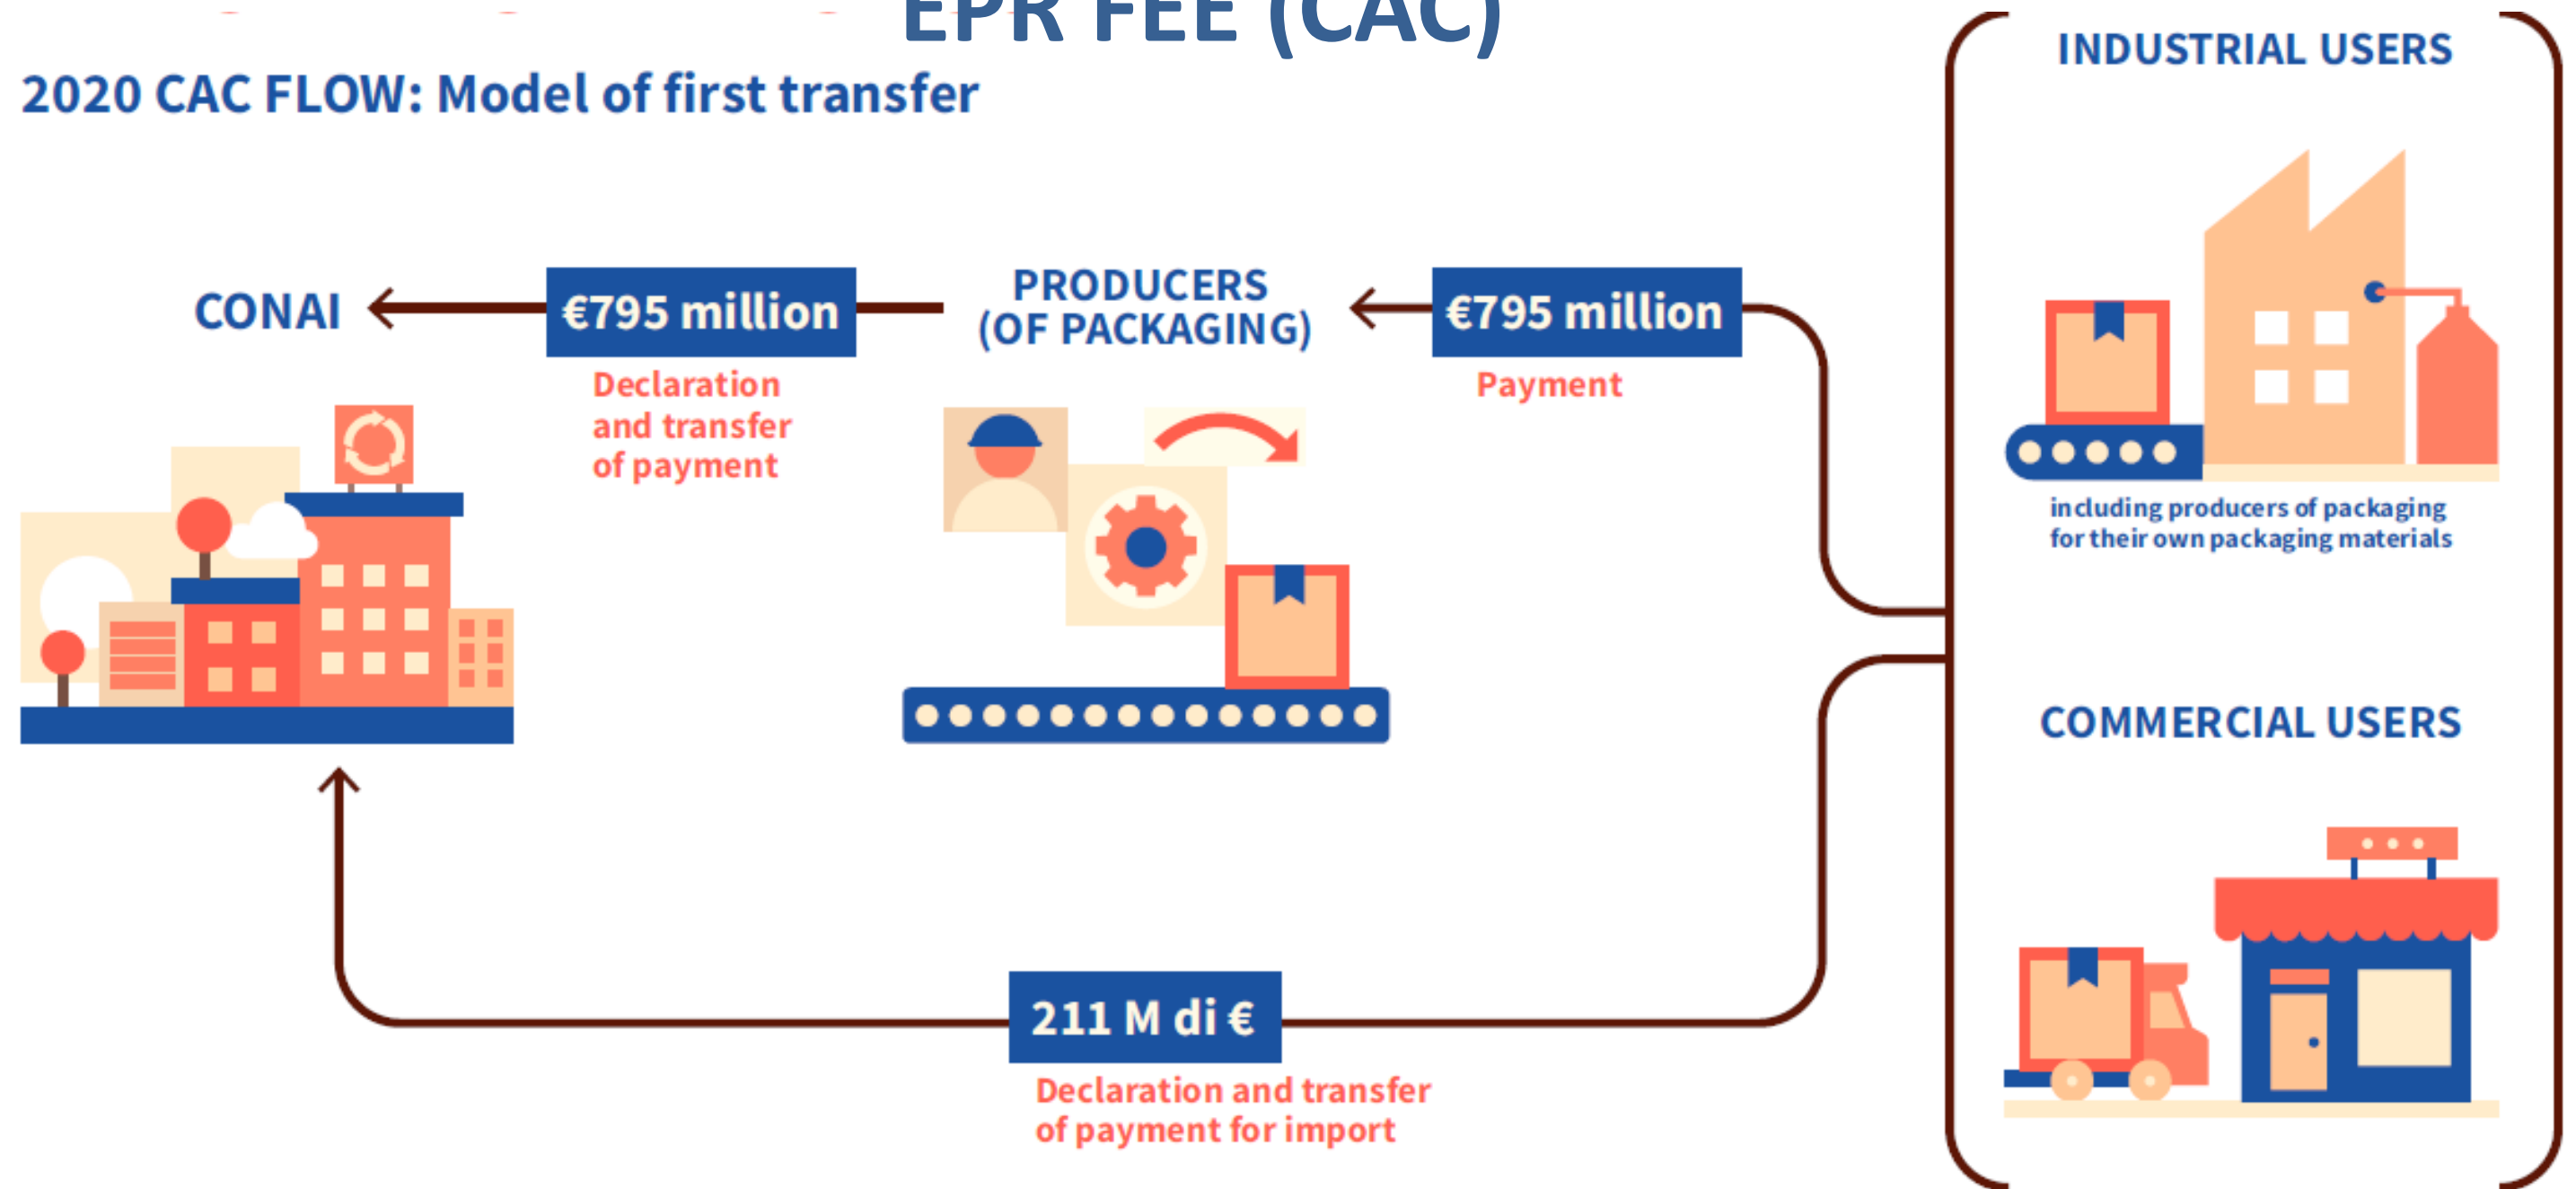 EPR FEE (CAC)
2020 CAC FLOW: Model of first transfer
CONAI
€795 million
Declaration
and transfer
of payment
PRODUCERS
(OF PACKAGING)
€795 million
Payment
INDUSTRIAL USERS
including producers of packaging
for their own packaging materials
COMMERCIAL USERS
211 M di €
Declaration and transfer
of payment for import